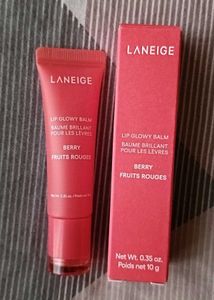 LANEIGE
LIP GLOWY BALM
BAUME BRILLANT
POUR LES LÈVRES
BERRY
FRUITS ROUGES
LANEIGE
LIP GLOWY BALM
BAUME BRILLANT
POUR LES LÈVRES
BERRY
FRUITS ROUGES
Net Wt. 0.35 oz.
Poids net 10 g